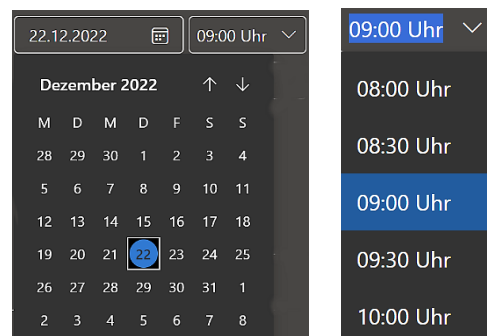 22.12.2022 09:00 Uhr
Dezember 2022
M D M D F S S
28 29 30 1 2 3 4
5 6 7 8 9 10 11
12 13 14 15 16 17 18
19 20 21 22 23 24 25
26 27 28 29 30 31 1
2 3 4 5 6 7 8
09:00 Uhr
08:00 Uhr
08:30 Uhr
09:00 Uhr
09:30 Uhr
10:00 Uhr